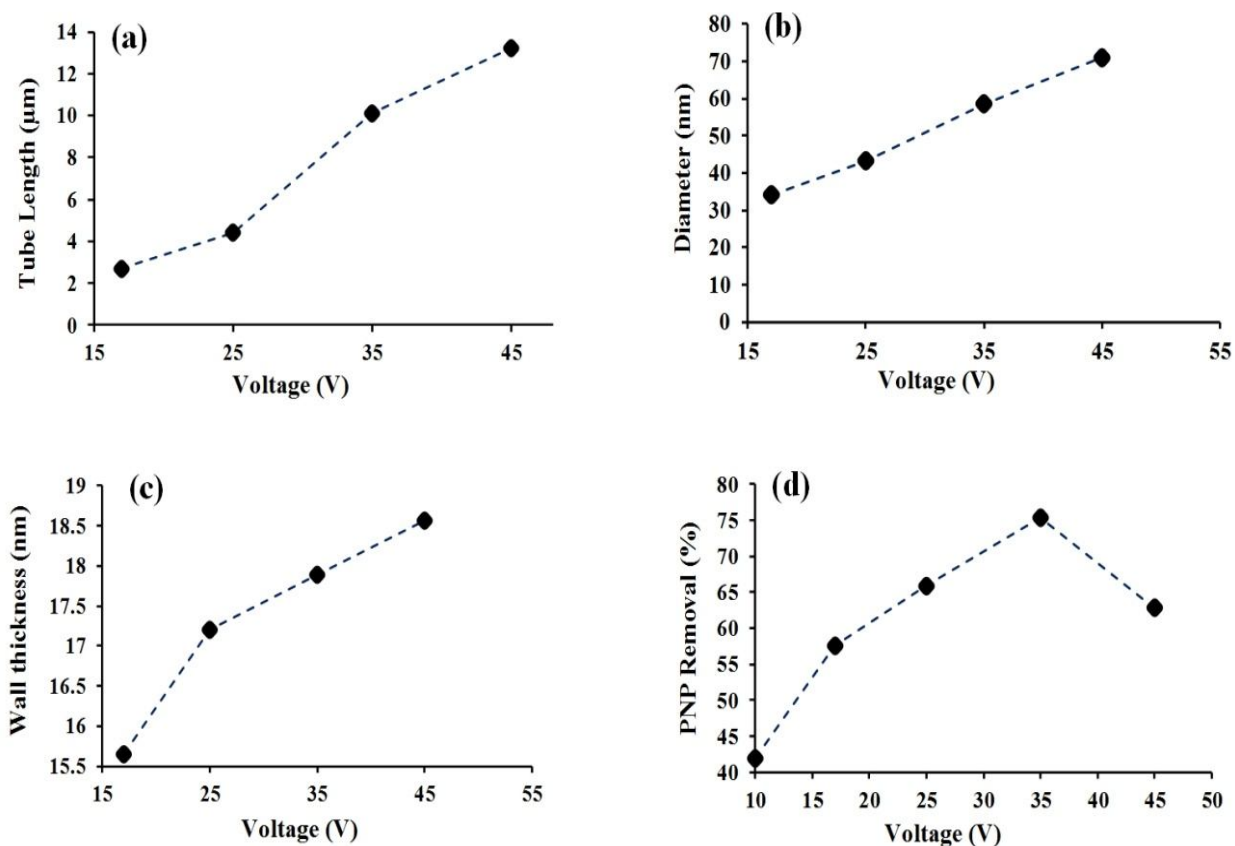 (a)
Tube Length (µm)
14
12
10
8
6
4
2
0
15 25 35 45
Voltage (V)
(b)
Diameter (nm)
80
70
60
50
40
30
20
10
0
15 25 35 45 55
Voltage (V)
(c)
Wall thickness (nm)
19
18.5
18
17.5
17
16.5
16
15.5
15 25 35 45 55
Voltage (V)
(d)
PNP Removal (%)
80
75
70
65
60
55
50
45
40
10 15 20 25 30 35 40 45 50
Voltage (V)